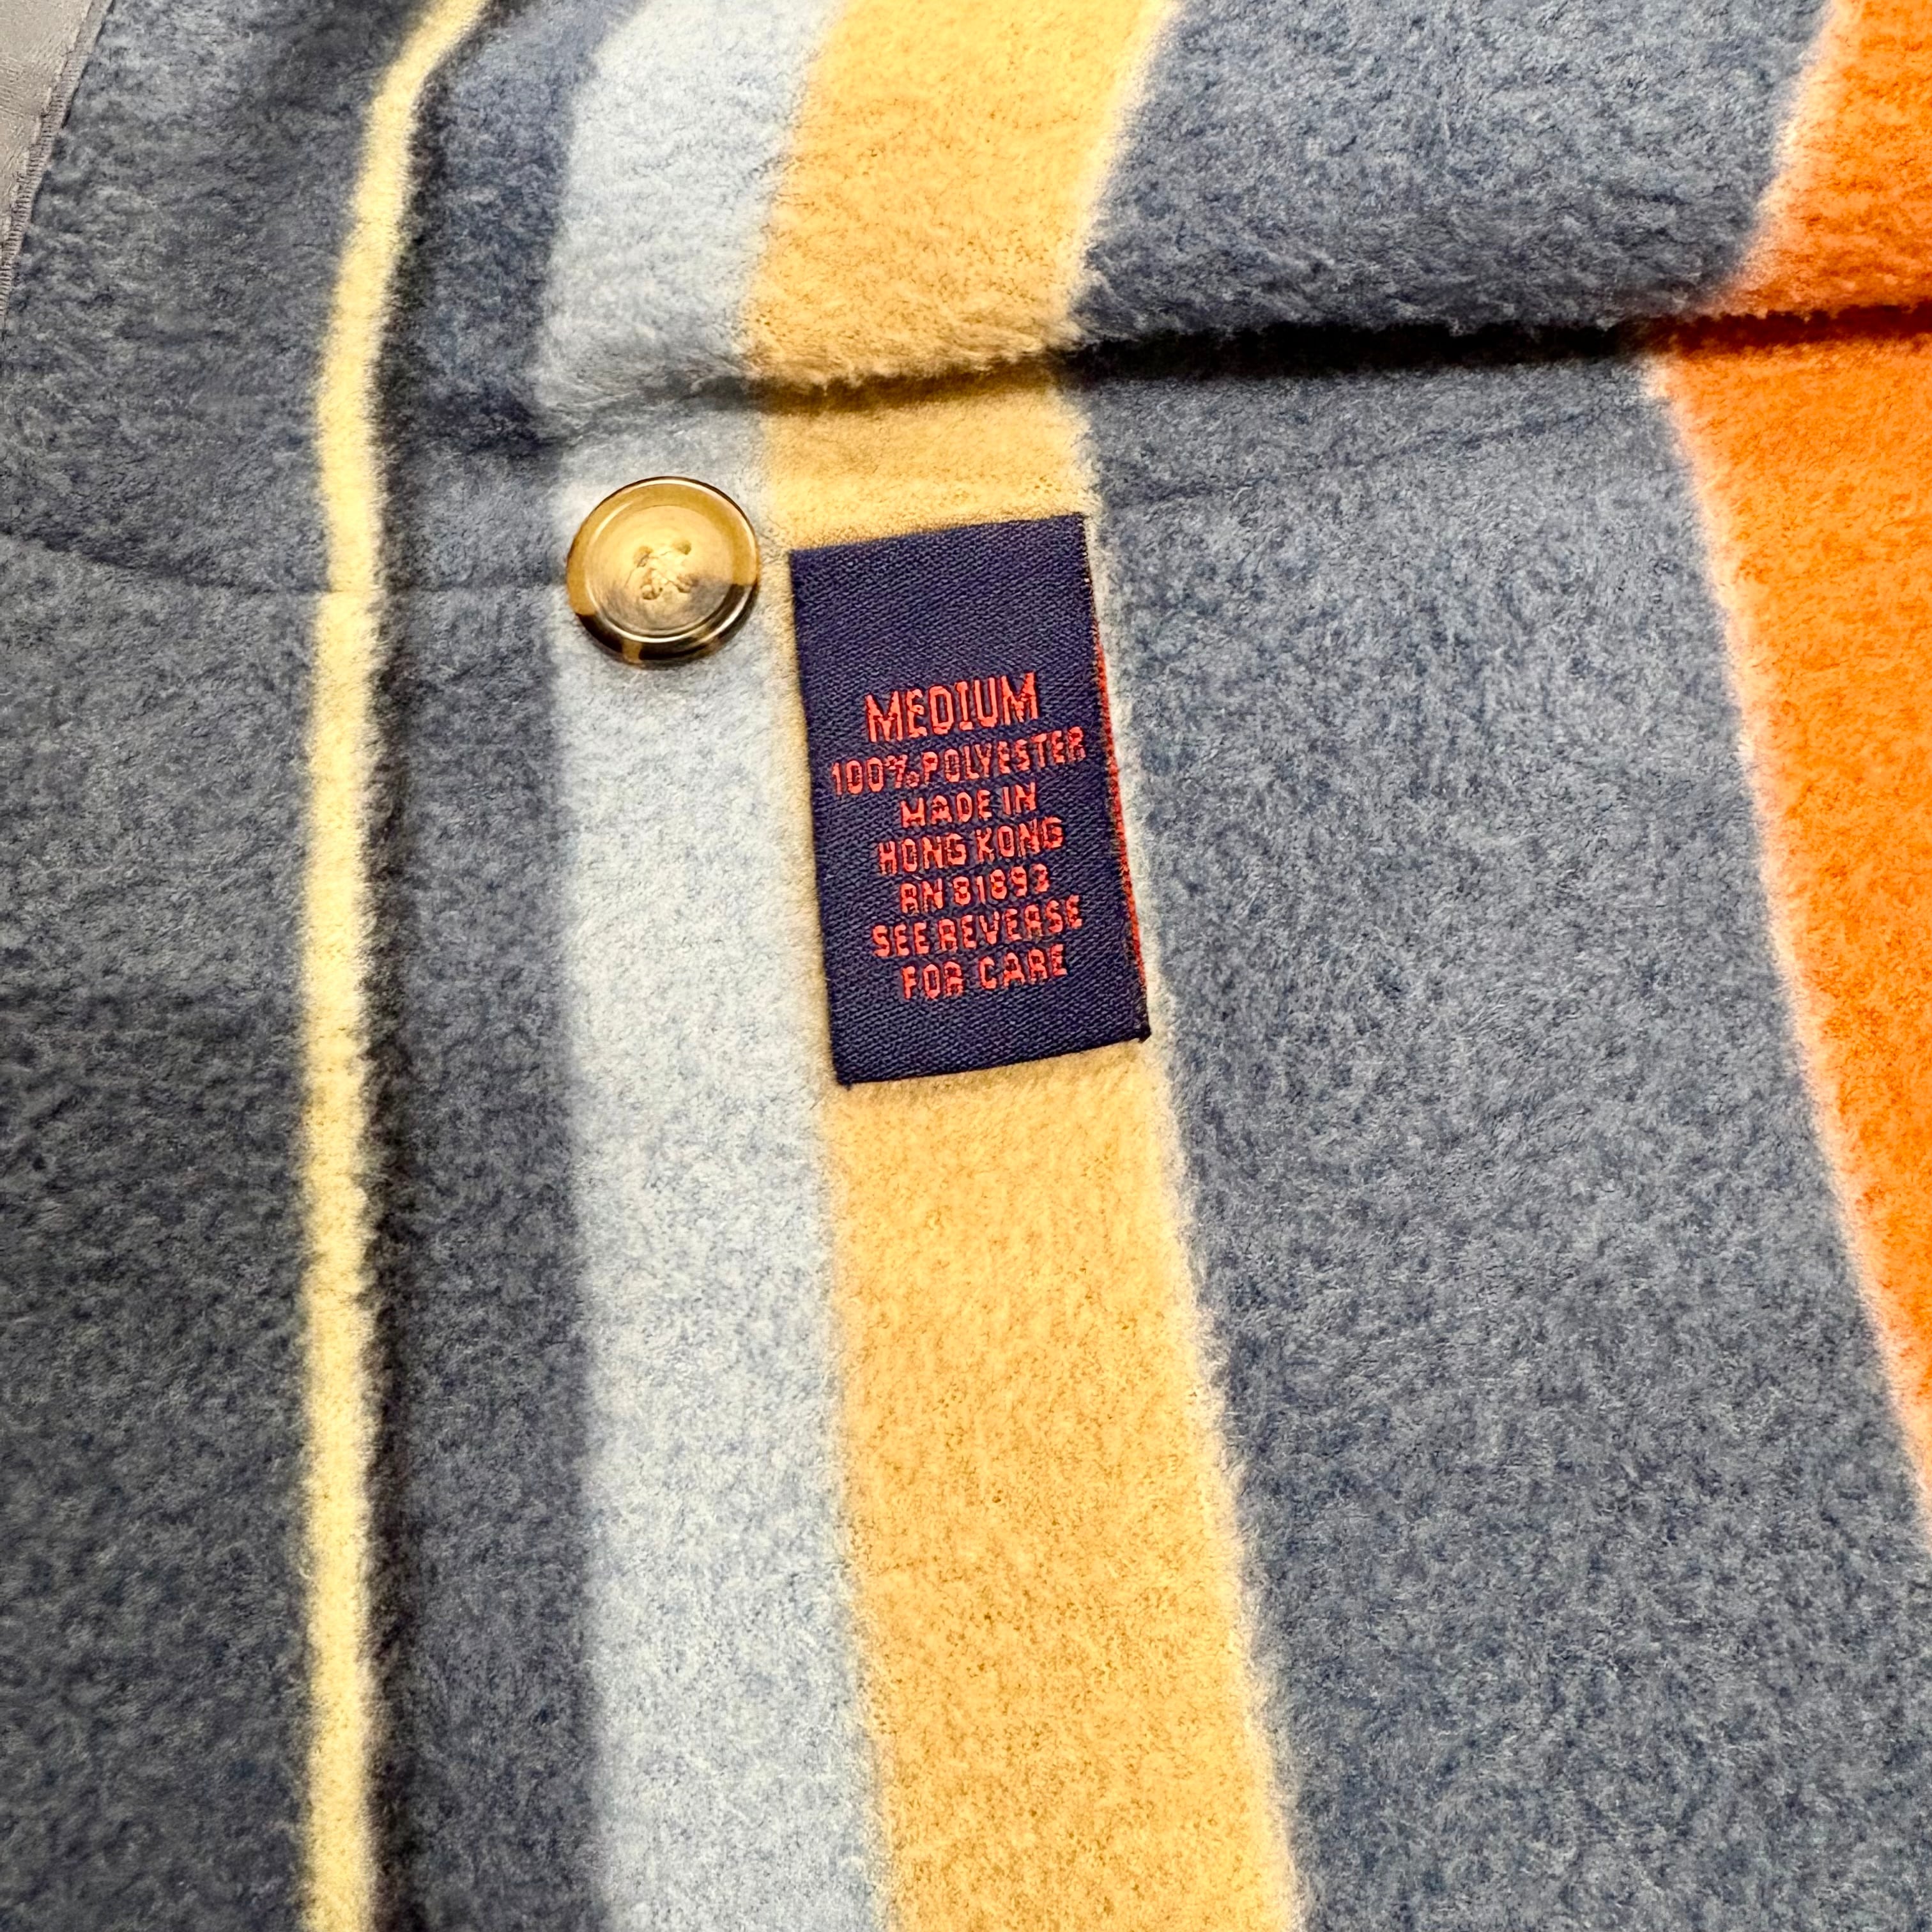 MEDIUM
100% POLYESTER
MADE IN
HONG KONG
RN 81893
SEE REVERSE
FOR CARE